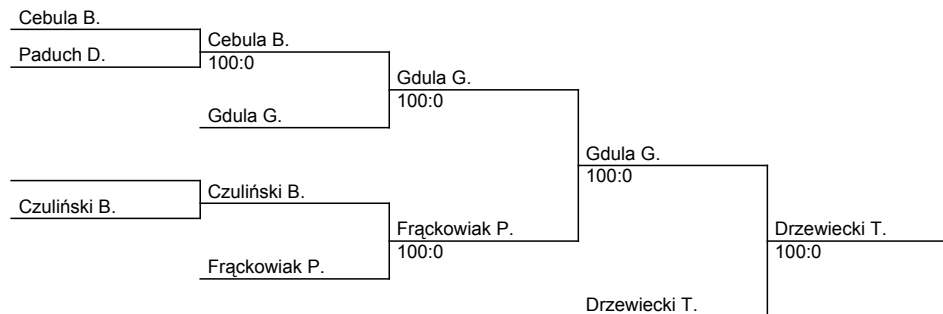 Cebula B.
Paduch D.
Cebula B.
100:0
Gdula G.
Gdula G.
100:0
Czuliński B.
Czuliński B.
Frąckowiak P.
Frąckowiak P.
100:0
Gdula G.
100:0
Drzewiecki T.
Drzewiecki T.
100:0